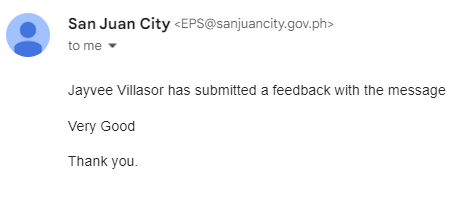 San Juan City <EPS@sanjuancity.gov.ph>
to me
Jayvee Villasor has submitted a feedback with the message
Very Good
Thank you.